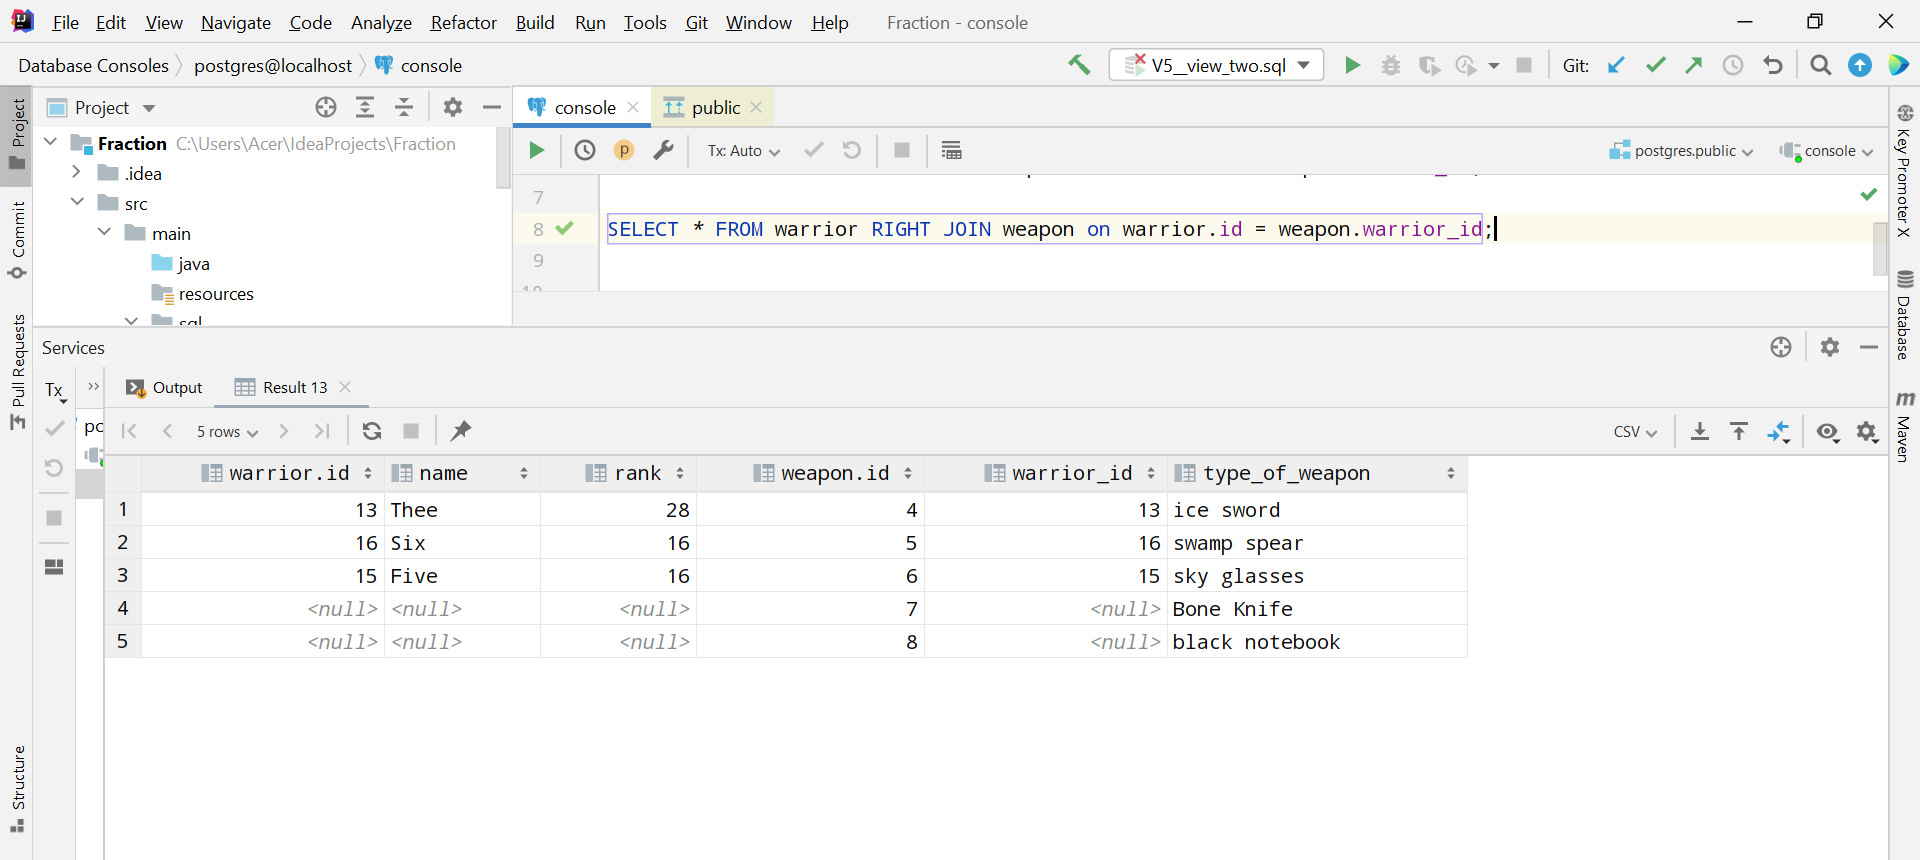 File Edit View Navigate Code Analyze Refactor Build Run Tools Git Window Help Fraction - console
Database Consoles postgres@localhost console V5__view_two.sql Git:
Project console public
Fraction C:\Users\Acer\IdeaProjects\Fraction
.idea
src
main
java
resources
sql
Tx: Auto postgres.public console
7
8 SELECT * FROM warrior RIGHT JOIN weapon on warrior.id = weapon.warrior_id;
9
10
Services
Tx Output Result 13
po 5 rows CSV
warrior.id name rank weapon.id warrior_id type_of_weapon
1 13 Thee 28 4 13 ice sword
2 16 Six 16 5 16 swamp spear
3 15 Five 16 6 15 sky glasses
4 <null> <null> <null> 7 <null> Bone Knife
5 <null> <null> <null> 8 <null> black notebook
Project
Commit
Pull Requests
Structure
Key Promoter X
Database
m Maven